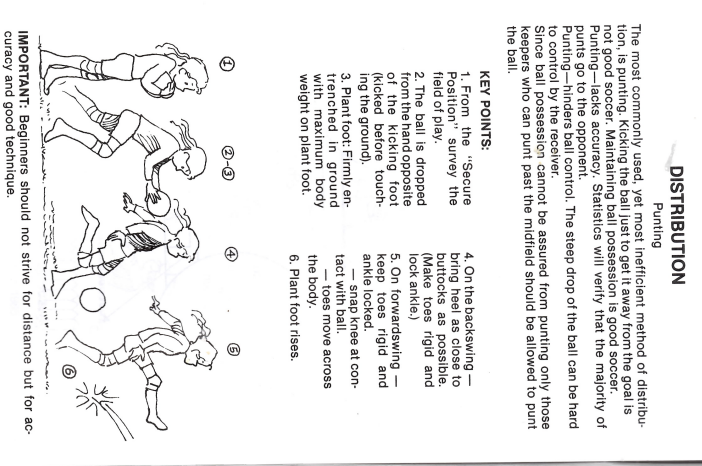 DISTRIBUTION
Punting
The most commonly used, yet most inefficient method of distribu-
tion, is punting. Kicking the ball just to get it away from the goal is
not good soccer. Maintaining ball possession is good soccer.
Punting—lacks accuracy. Statistics will verify that the majority of
punts go to the opponent.
Punting—hinders ball control. The steep drop of the ball can be hard
to control by the receiver.
Since ball possession cannot be assured from punting only those
keepers who can punt past the midfield should be allowed to punt
the ball.
KEY POINTS:
1. From the "Secure
Position" survey the
field of play.
2. The ball is dropped
from the hand opposite
of the kicking foot
(kicked before touch-
ing the ground).
3. Plant foot: Firmly en-
trenched in ground
with maximum body
weight on plant foot.
4. On the backswing —
bring heel as close to
buttocks as possible.
(Make toes rigid and
lock ankle.)
5. On forwardswing —
keep toes rigid and
ankle locked.
— snap knee at con-
tact with ball.
— toes move across
the body.
6. Plant foot rises.
1
2-3
4
5
6
IMPORTANT: Beginners should not strive for distance but for ac-
curacy and good technique.